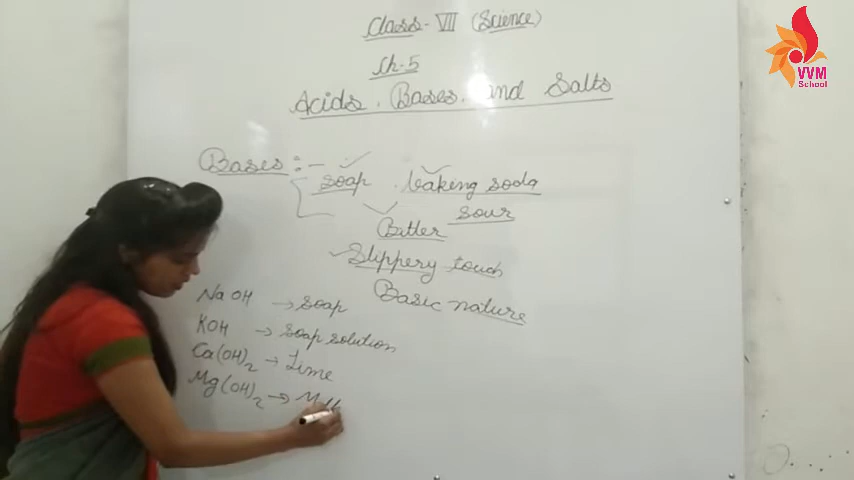 Class - VII (Science)
Ch. 5
Acids, Bases, and Salts
Bases :- soap, baking soda
sour
Bitter
Slippery touch
Basic nature
NaOH → soap
KOH → soap solution
Ca(OH)2 → Lime
Mg(OH)2 →
VVM
School